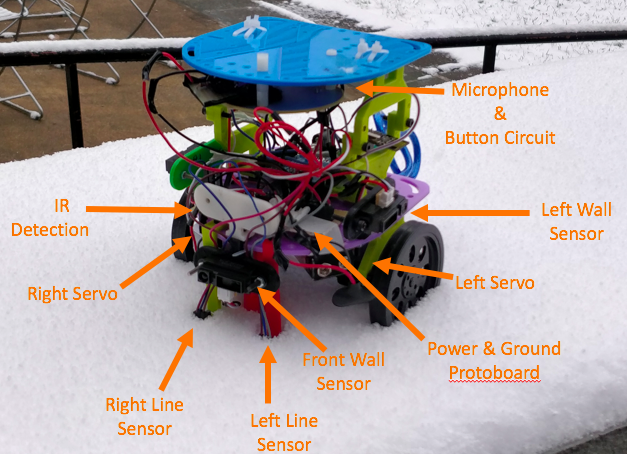 Microphone
&
Button Circuit
IR
Detection
Left Wall
Sensor
Right Servo
Left Servo
Front Wall
Sensor
Power & Ground
Protoboard
Right Line
Sensor
Left Line
Sensor